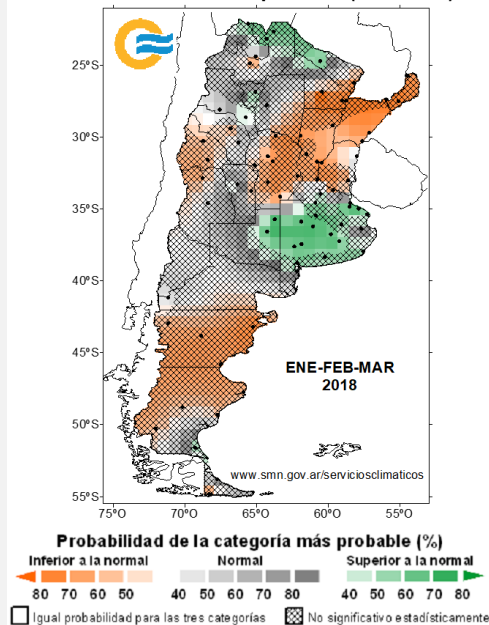 25°S
30°S
35°S
40°S
45°S
50°S
55°S
ENE-FEB-MAR
2018
www.smn.gov.ar/serviciosclimaticos
75°O 70°O 65°O 60°O 55°O
Probabilidad de la categoría más probable (%)
Inferior a la normal Normal Superior a la normal
80 70 60 50 40 50 60 70 80 40 50 60 70 80
Igual probabilidad para las tres categorías No significativo estadísticamente